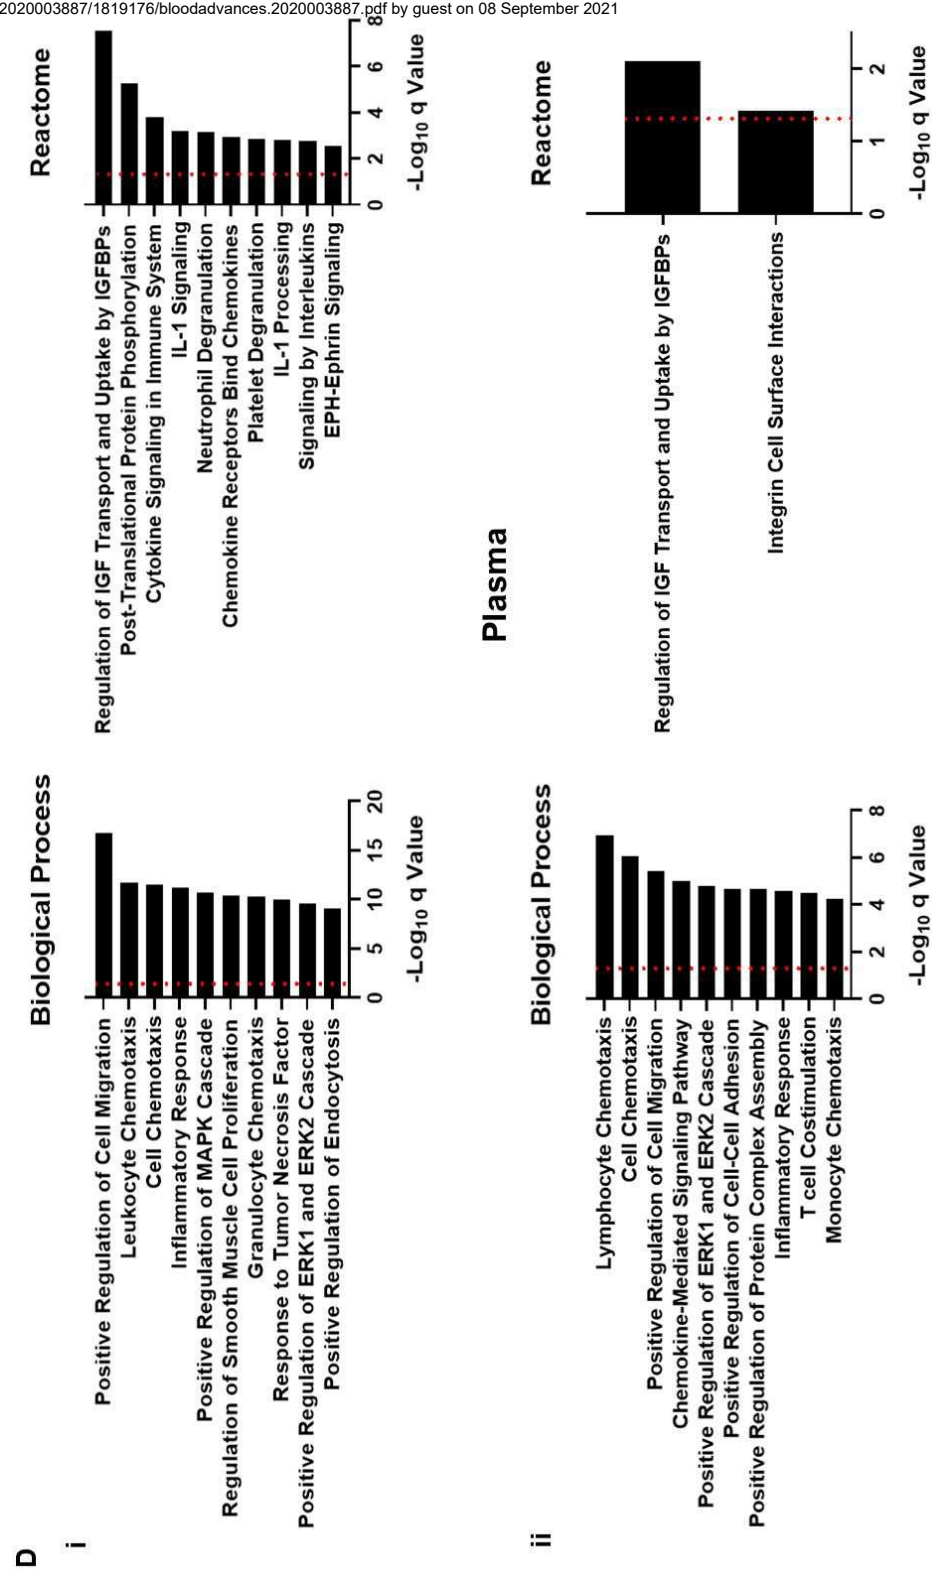 2020003887/1819176/bloodadvances.2020003887.pdf by guest on 08 September 2021
D
i
Biological Process
Positive Regulation of Cell Migration
Leukocyte Chemotaxis
Cell Chemotaxis
Inflammatory Response
Positive Regulation of MAPK Cascade
Regulation of Smooth Muscle Cell Proliferation
Granulocyte Chemotaxis
Response to Tumor Necrosis Factor
Positive Regulation of ERK1 and ERK2 Cascade
Positive Regulation of Endocytosis
0 5 10 15 20
-Log10 q Value
Reactome
Regulation of IGF Transport and Uptake by IGFBPs
Post-Translational Protein Phosphorylation
Cytokine Signaling in Immune System
IL-1 Signaling
Neutrophil Degranulation
Chemokine Receptors Bind Chemokines
Platelet Degranulation
IL-1 Processing
Signaling by Interleukins
EPH-Ephrin Signaling
0 2 4 6 8
-Log10 q Value
Plasma
ii
Biological Process
Lymphocyte Chemotaxis
Cell Chemotaxis
Positive Regulation of Cell Migration
Chemokine-Mediated Signaling Pathway
Positive Regulation of ERK1 and ERK2 Cascade
Positive Regulation of Cell-Cell Adhesion
Positive Regulation of Protein Complex Assembly
Inflammatory Response
T cell Costimulation
Monocyte Chemotaxis
0 2 4 6 8
-Log10 q Value
Reactome
Regulation of IGF Transport and Uptake by IGFBPs
Integrin Cell Surface Interactions
0 1 2
-Log10 q Value